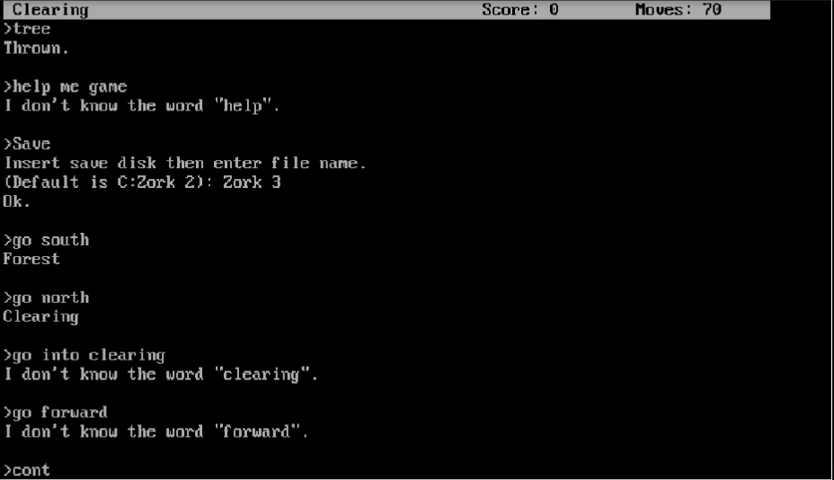 Clearing Score: 0 Moves: 70
>tree
Thrown.
>help me game
I don't know the word "help".
>Save
Insert save disk then enter file name.
(Default is C:Zork 2): Zork 3
Ok.
>go south
Forest
>go north
Clearing
>go into clearing
I don't know the word "clearing".
>go forward
I don't know the word "forward".
>cont